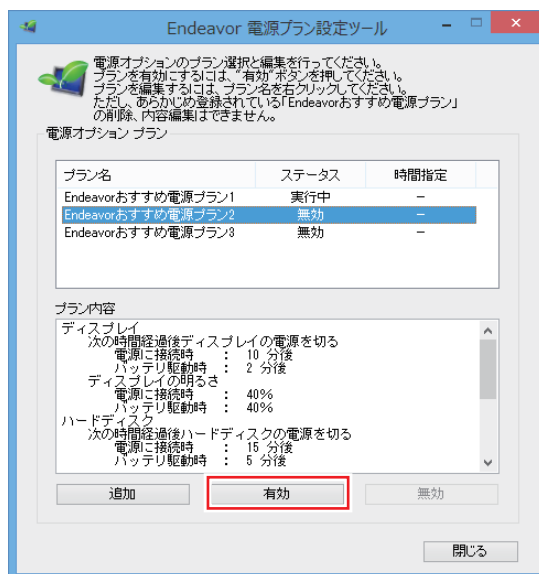 Endeavor 電源プラン設定ツール
電源オプションのプラン選択と編集を行ってください。
プランを有効にするには、“有効”ボタンを押してください。
プランを編集するには、プラン名を右クリックしてください。
ただし、あらかじめ登録されている「Endeavorおすすめ電源プラン」
の削除、内容編集はできません。
電源オプション プラン
プラン名 ステータス 時間指定
Endeavorおすすめ電源プラン1 実行中 －
Endeavorおすすめ電源プラン2 無効 －
Endeavorおすすめ電源プラン3 無効 －
プラン内容
ディスプレイ
次の時間経過後ディスプレイの電源を切る
電源に接続時 ： 10 分後
バッテリ駆動時 ： 2 分後
ディスプレイの明るさ
電源に接続時 ： 40%
バッテリ駆動時 ： 40%
ハードディスク
次の時間経過後ハードディスクの電源を切る
電源に接続時 ： 15 分後
バッテリ駆動時 ： 5 分後
追加 有効 無効
閉じる